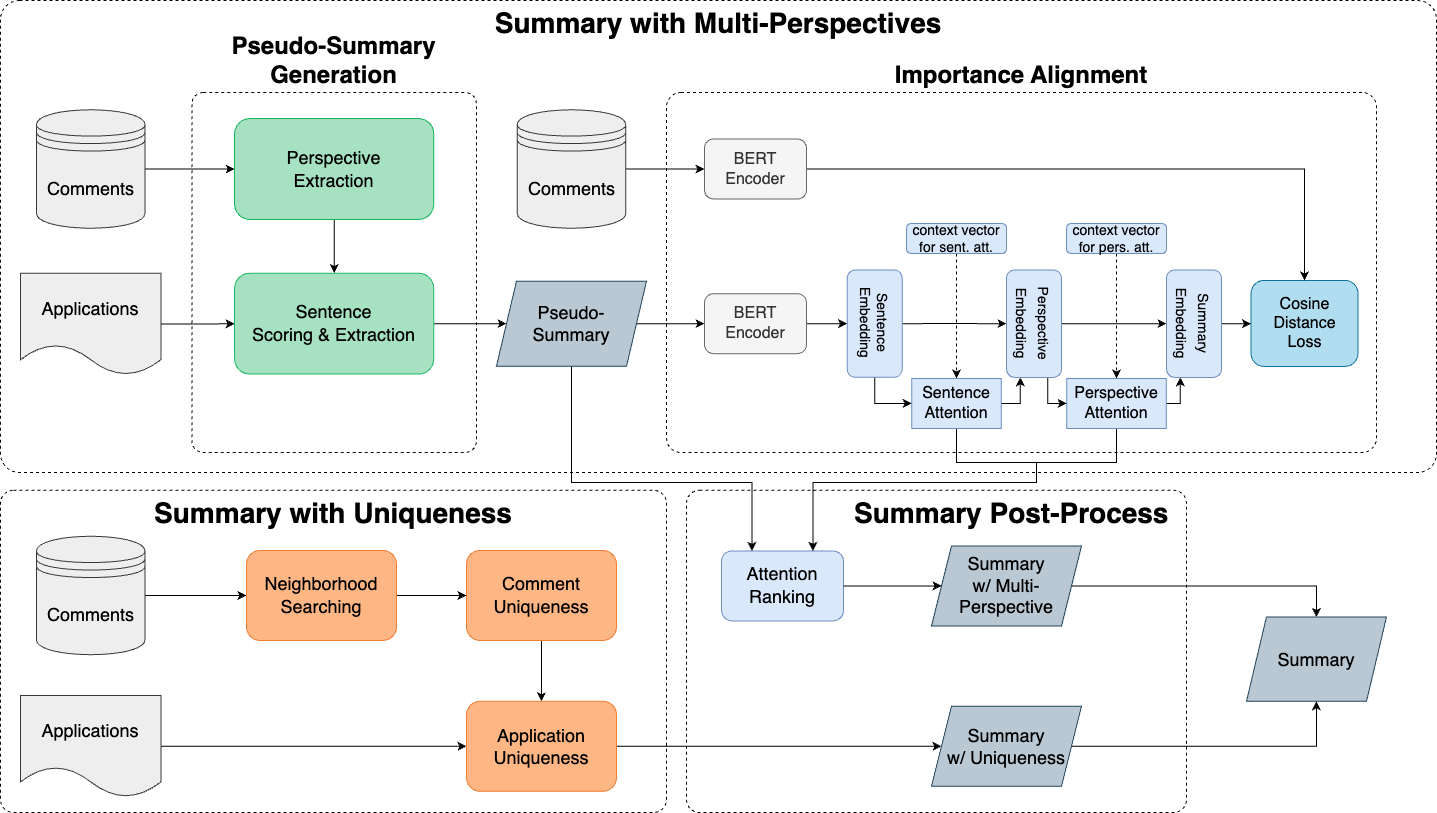 Summary with Multi-Perspectives
Pseudo-Summary
Generation
Importance Alignment
Comments
Perspective
Extraction
Comments
BERT
Encoder
context vector
for sent. att.
context vector
for pers. att.
Applications
Sentence
Scoring & Extraction
Pseudo-
Summary
BERT
Encoder
Sentence
Embedding
Perspective
Embedding
Summary
Embedding
Cosine
Distance
Loss
Sentence
Attention
Perspective
Attention
Summary with Uniqueness
Comments
Neighborhood
Searching
Comment
Uniqueness
Applications
Application
Uniqueness
Summary Post-Process
Attention
Ranking
Summary
w/ Multi-
Perspective
Summary
w/ Uniqueness
Summary